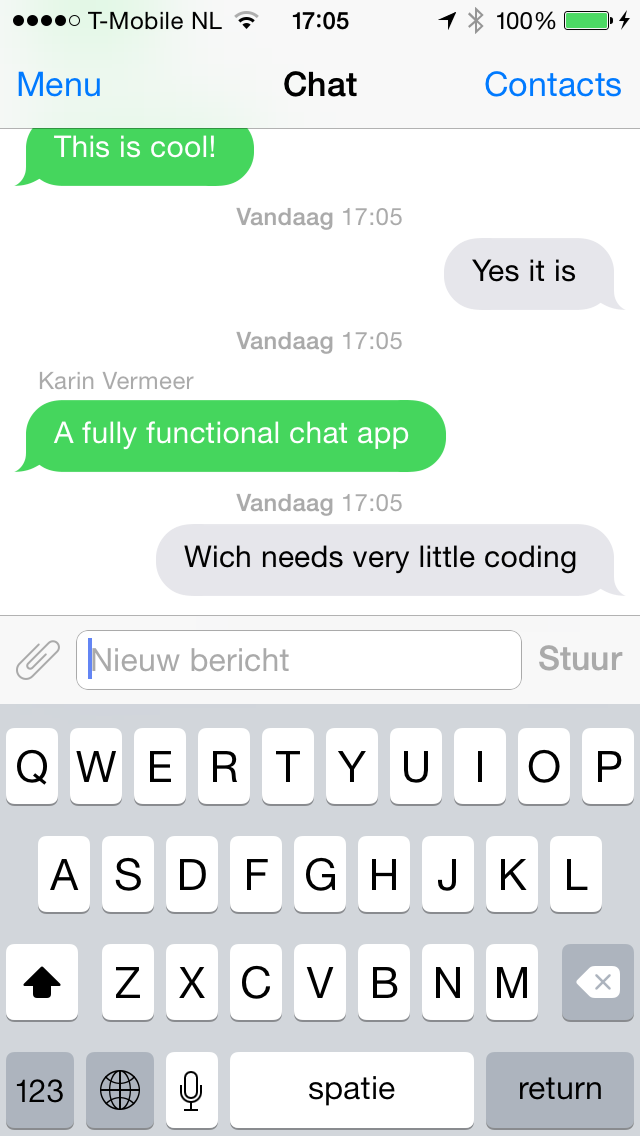 T-Mobile NL 17:05 100%
Menu Chat Contacts
This is cool!
Vandaag 17:05
Yes it is
Vandaag 17:05
Karin Vermeer
A fully functional chat app
Vandaag 17:05
Wich needs very little coding
Nieuw bericht Stuur
Q W E R T Y U I O P
A S D F G H J K L
Z X C V B N M
123 spatie return